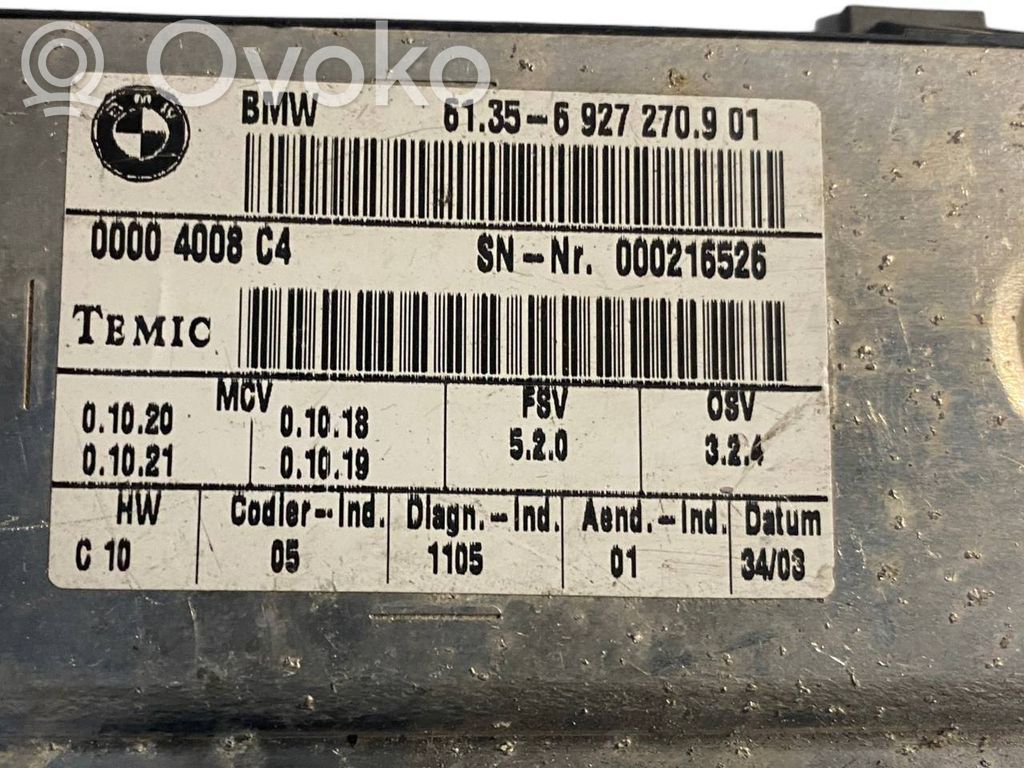 Ovoko
BMW 61.35-6 927 270.9 01
0000 4008 C4 SN-Nr. 000216526
TEMIC
MCV FSV OSV
0.10.20 0.10.18 5.2.0 3.2.4
0.10.21 0.10.19
HW Codier-Ind. Diagn.-Ind. Aend.-Ind. Datum
C 10 05 1105 01 34/03